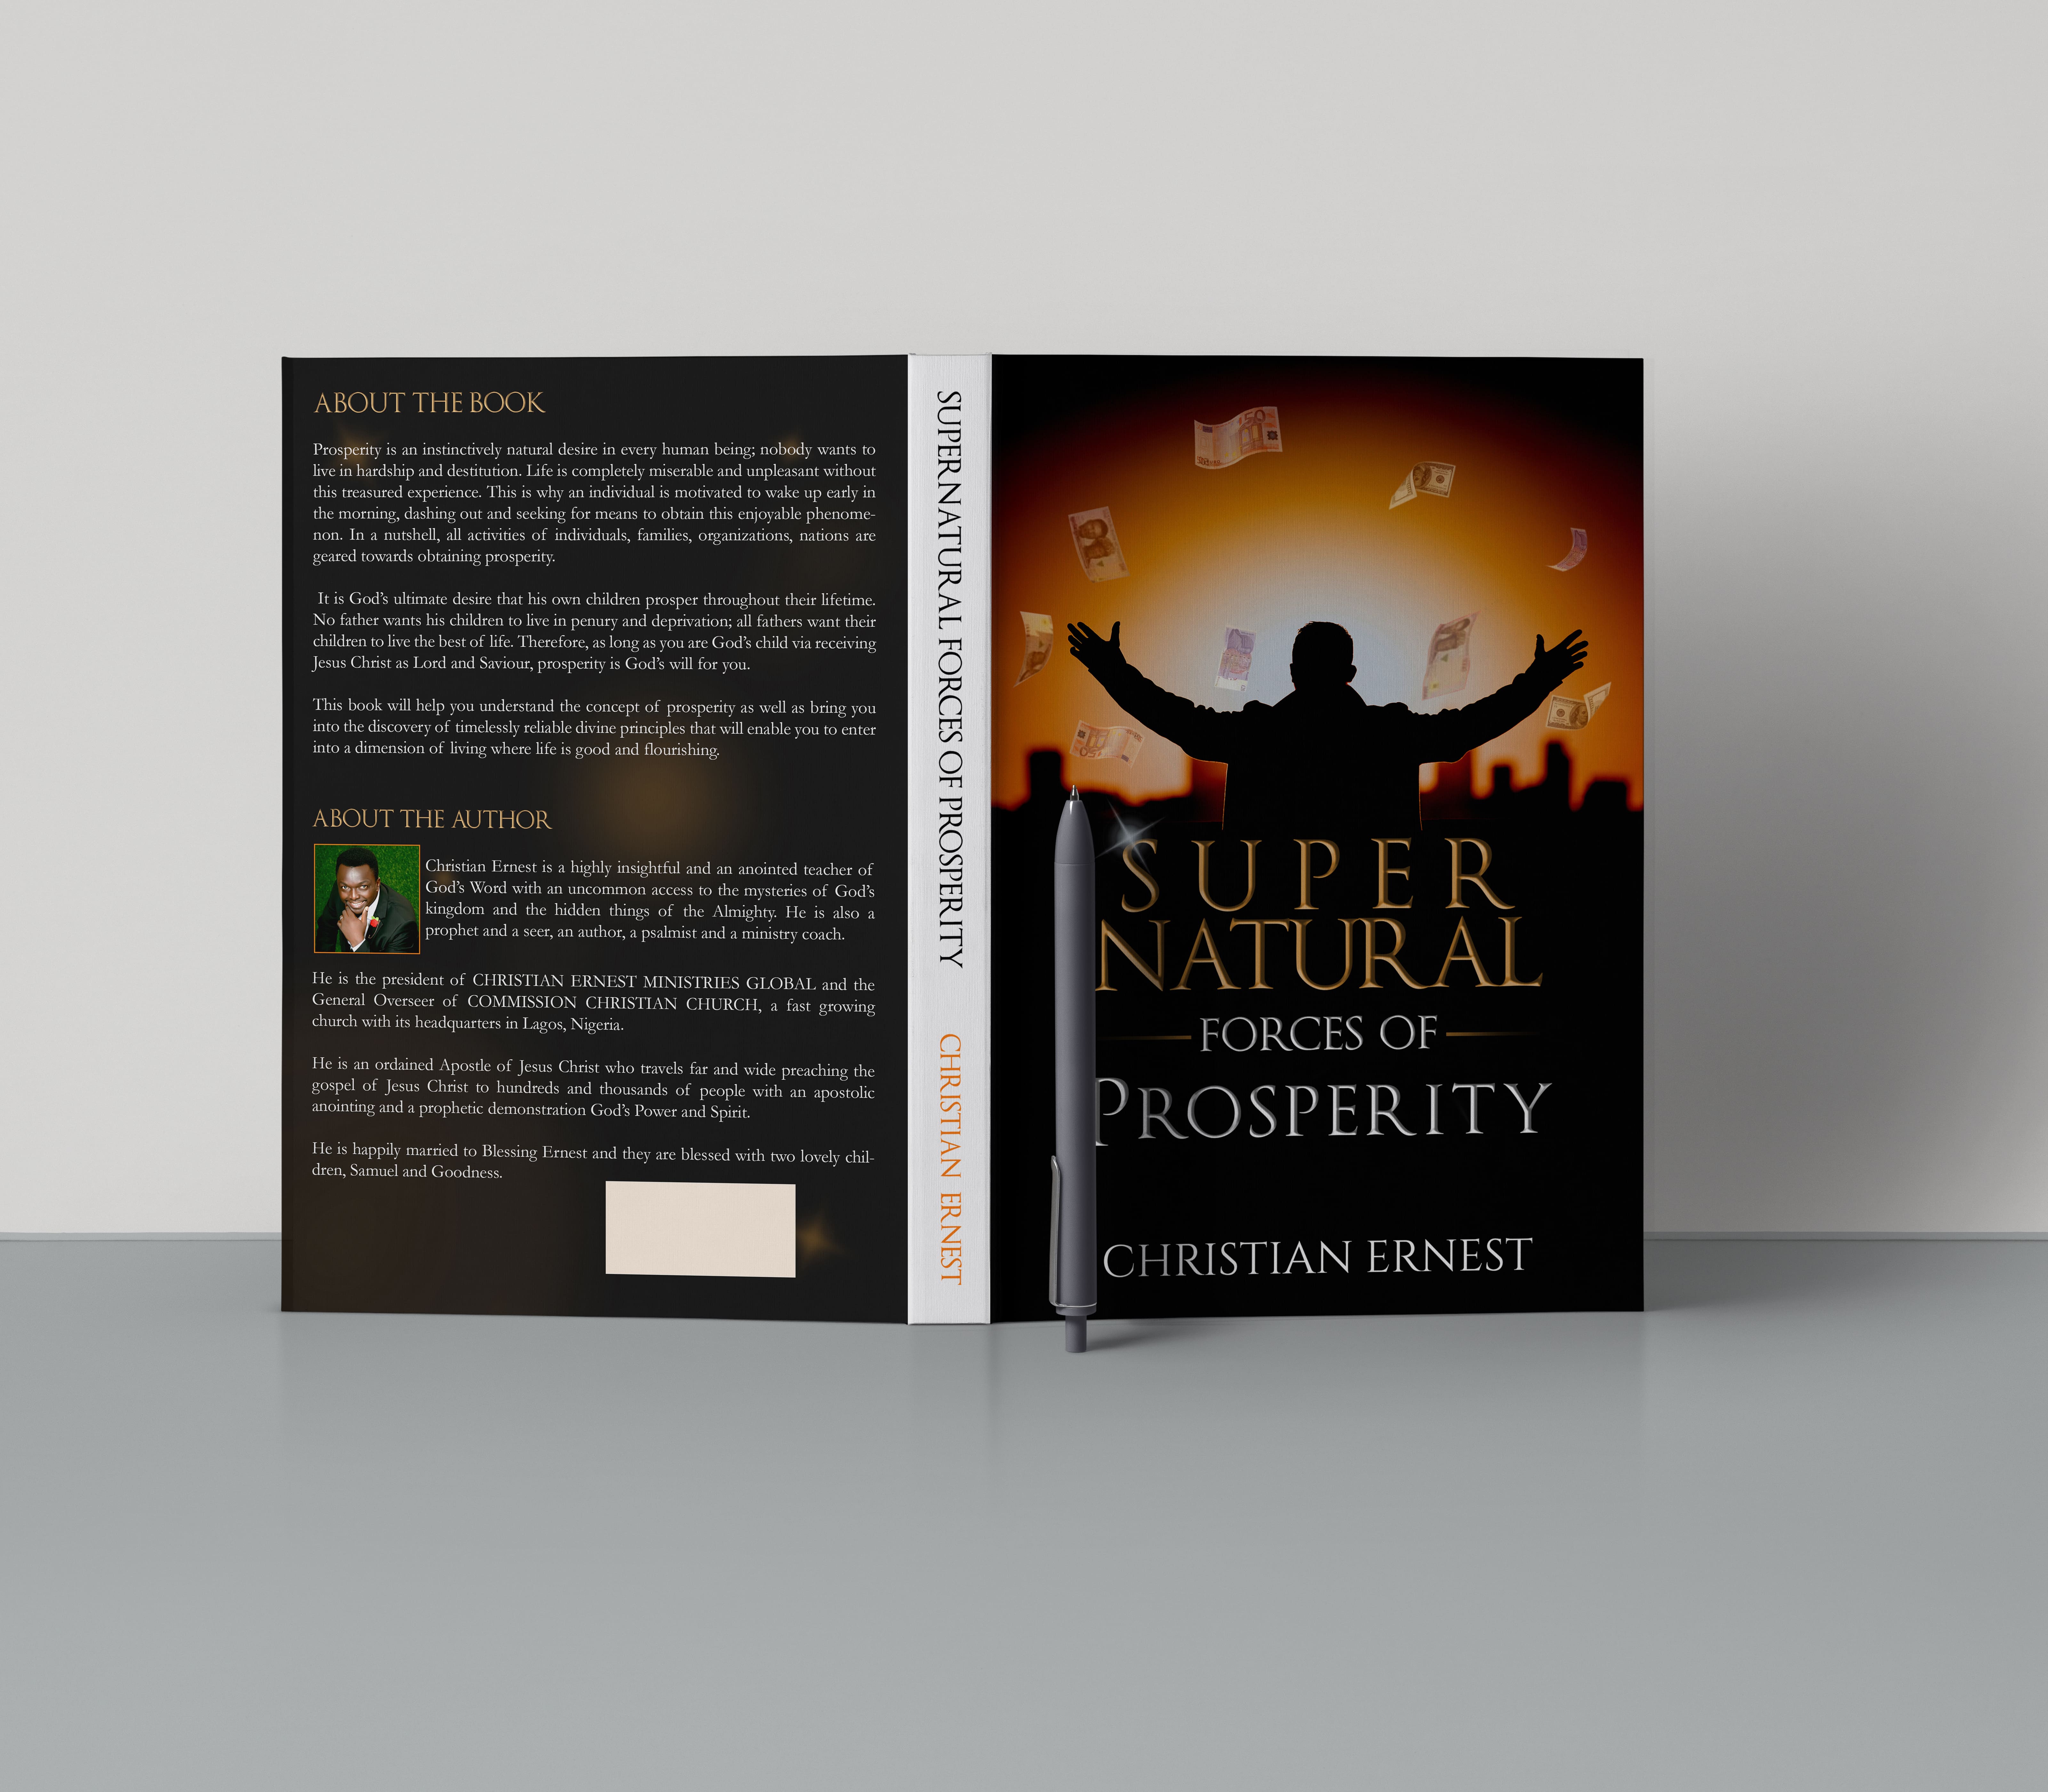 ABOUT THE BOOK
Prosperity is an instinctively natural desire in every human being; nobody wants to
live in hardship and destitution. Life is completely miserable and unpleasant without
this treasured experience. This is why an individual is motivated to wake up early in
the morning, dashing out and seeking for means to obtain this enjoyable phenome-
non. In a nutshell, all activities of individuals, families, organizations, nations are
geared towards obtaining prosperity.
It is God's ultimate desire that his own children prosper throughout their lifetime.
No father wants his children to live in penury and deprivation; all fathers want their
children to live the best of life. Therefore, as long as you are God's child via receiving
Jesus Christ as Lord and Saviour, prosperity is God's will for you.
This book will help you understand the concept of prosperity as well as bring you
into the discovery of timelessly reliable divine principles that will enable you to enter
into a dimension of living where life is good and flourishing.
ABOUT THE AUTHOR
Christian Ernest is a highly insightful and an anointed teacher of
God's Word with an uncommon access to the mysteries of God's
kingdom and the hidden things of the Almighty. He is also a
prophet and a seer, an author, a psalmist and a ministry coach.
He is the president of CHRISTIAN ERNEST MINISTRIES GLOBAL and the
General Overseer of COMMISSION CHRISTIAN CHURCH, a fast growing
church with its headquarters in Lagos, Nigeria.
He is an ordained Apostle of Jesus Christ who travels far and wide preaching the
gospel of Jesus Christ to hundreds and thousands of people with an apostolic
anointing and a prophetic demonstration God's Power and Spirit.
He is happily married to Blessing Ernest and they are blessed with two lovely chil-
dren, Samuel and Goodness.
SUPERNATURAL FORCES OF PROSPERITY
CHRISTIAN ERNEST
50
SUPER
NATURAL
FORCES OF
PROSPERITY
CHRISTIAN ERNEST